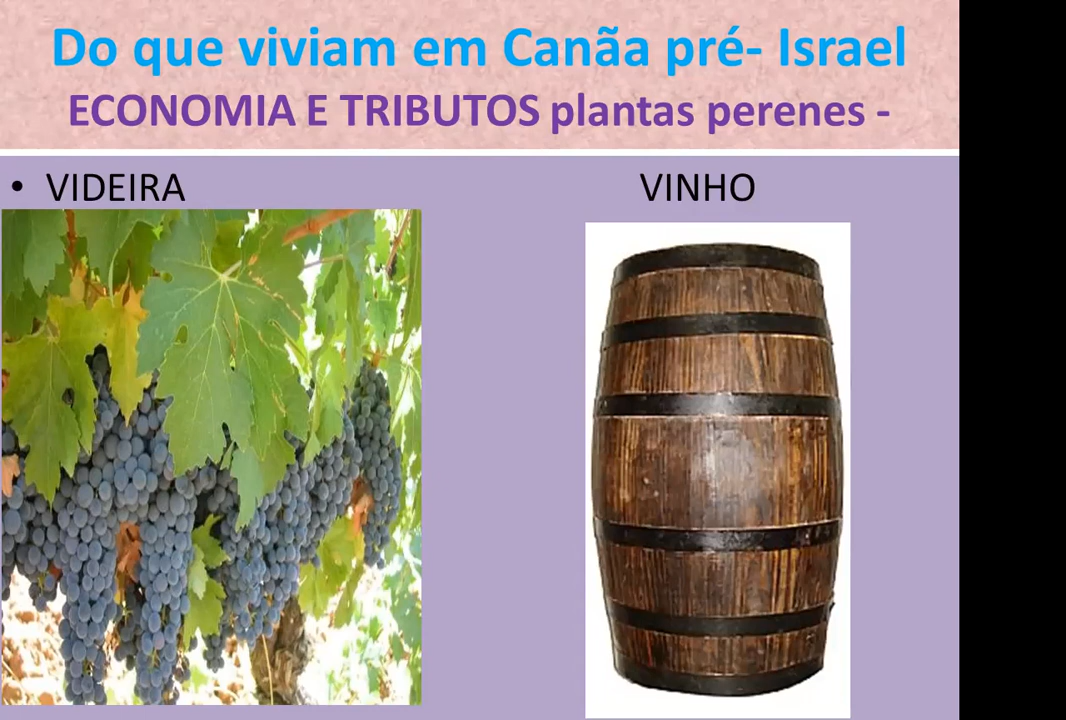 Do que viviam em Canãa pré- Israel
ECONOMIA E TRIBUTOS plantas perenes -
• VIDEIRA VINHO